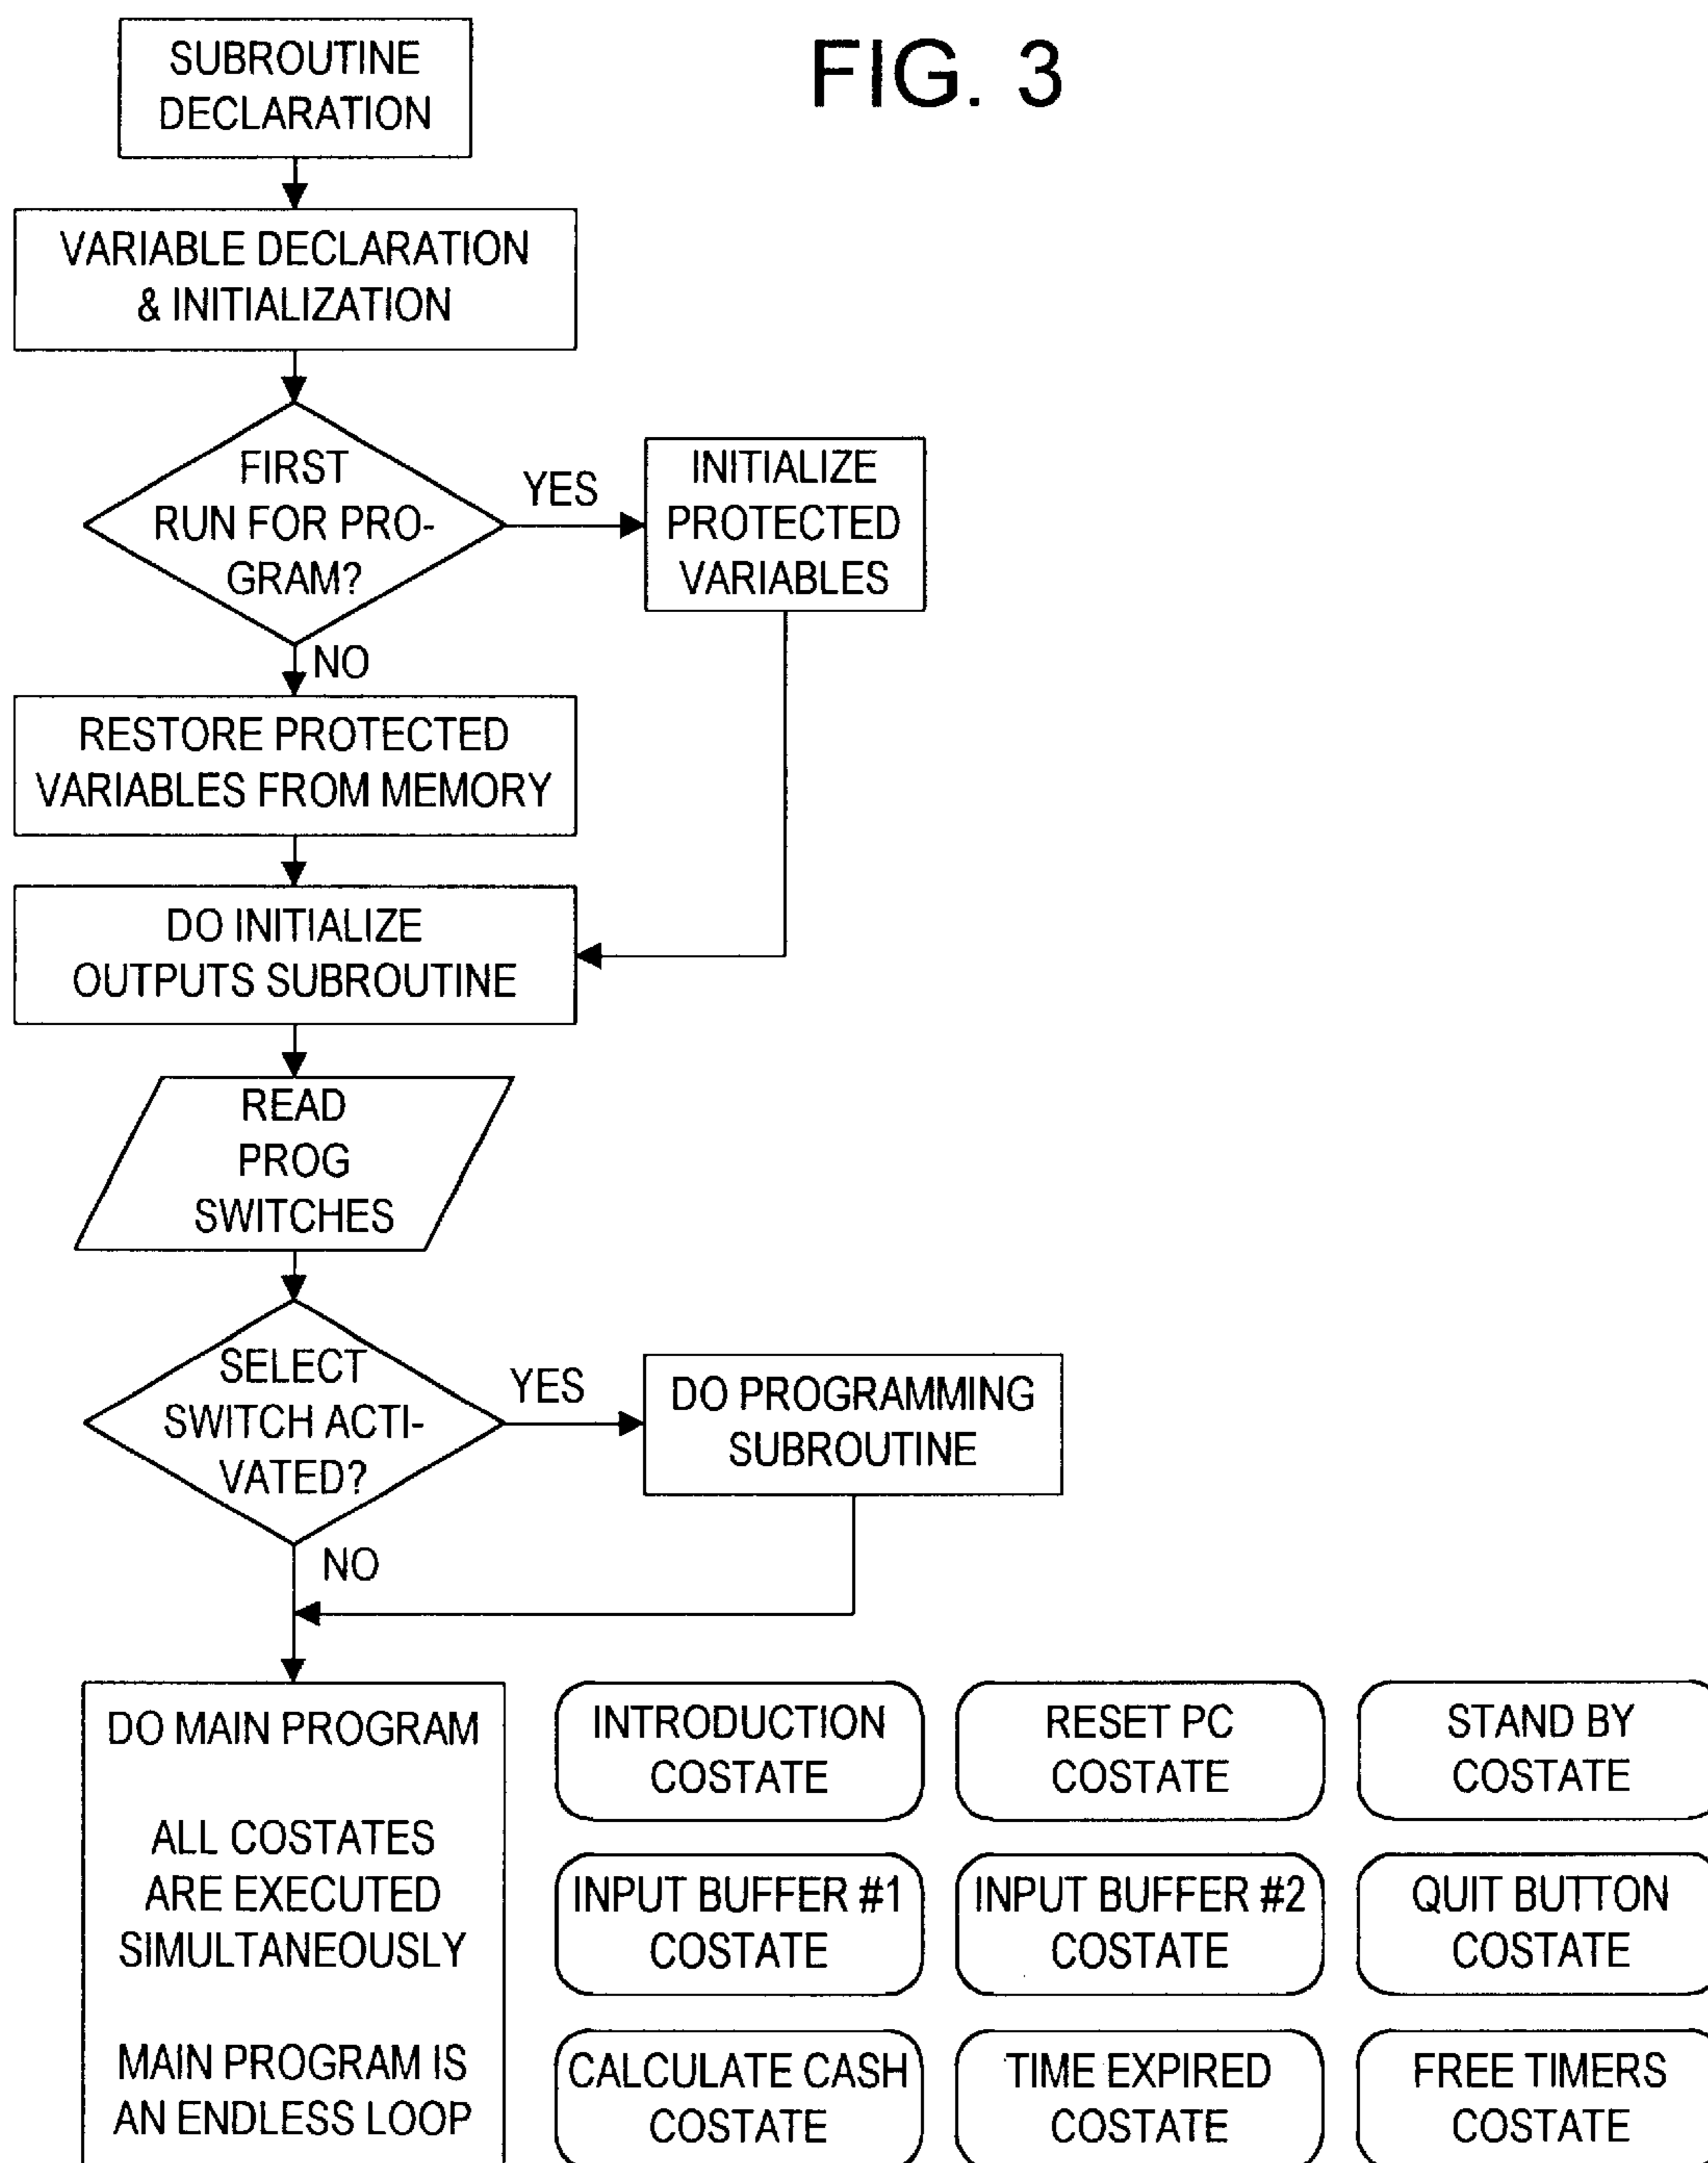 FIG. 3
SUBROUTINE
DECLARATION
VARIABLE DECLARATION
& INITIALIZATION
FIRST
RUN FOR PRO-
GRAM?
YES
INITIALIZE
PROTECTED
VARIABLES
NO
RESTORE PROTECTED
VARIABLES FROM MEMORY
DO INITIALIZE
OUTPUTS SUBROUTINE
READ
PROG
SWITCHES
SELECT
SWITCH ACTI-
VATED?
YES
DO PROGRAMMING
SUBROUTINE
NO
DO MAIN PROGRAM
ALL COSTATES
ARE EXECUTED
SIMULTANEOUSLY
MAIN PROGRAM IS
AN ENDLESS LOOP
INTRODUCTION
COSTATE
RESET PC
COSTATE
STAND BY
COSTATE
INPUT BUFFER #1
COSTATE
INPUT BUFFER #2
COSTATE
QUIT BUTTON
COSTATE
CALCULATE CASH
COSTATE
TIME EXPIRED
COSTATE
FREE TIMERS
COSTATE